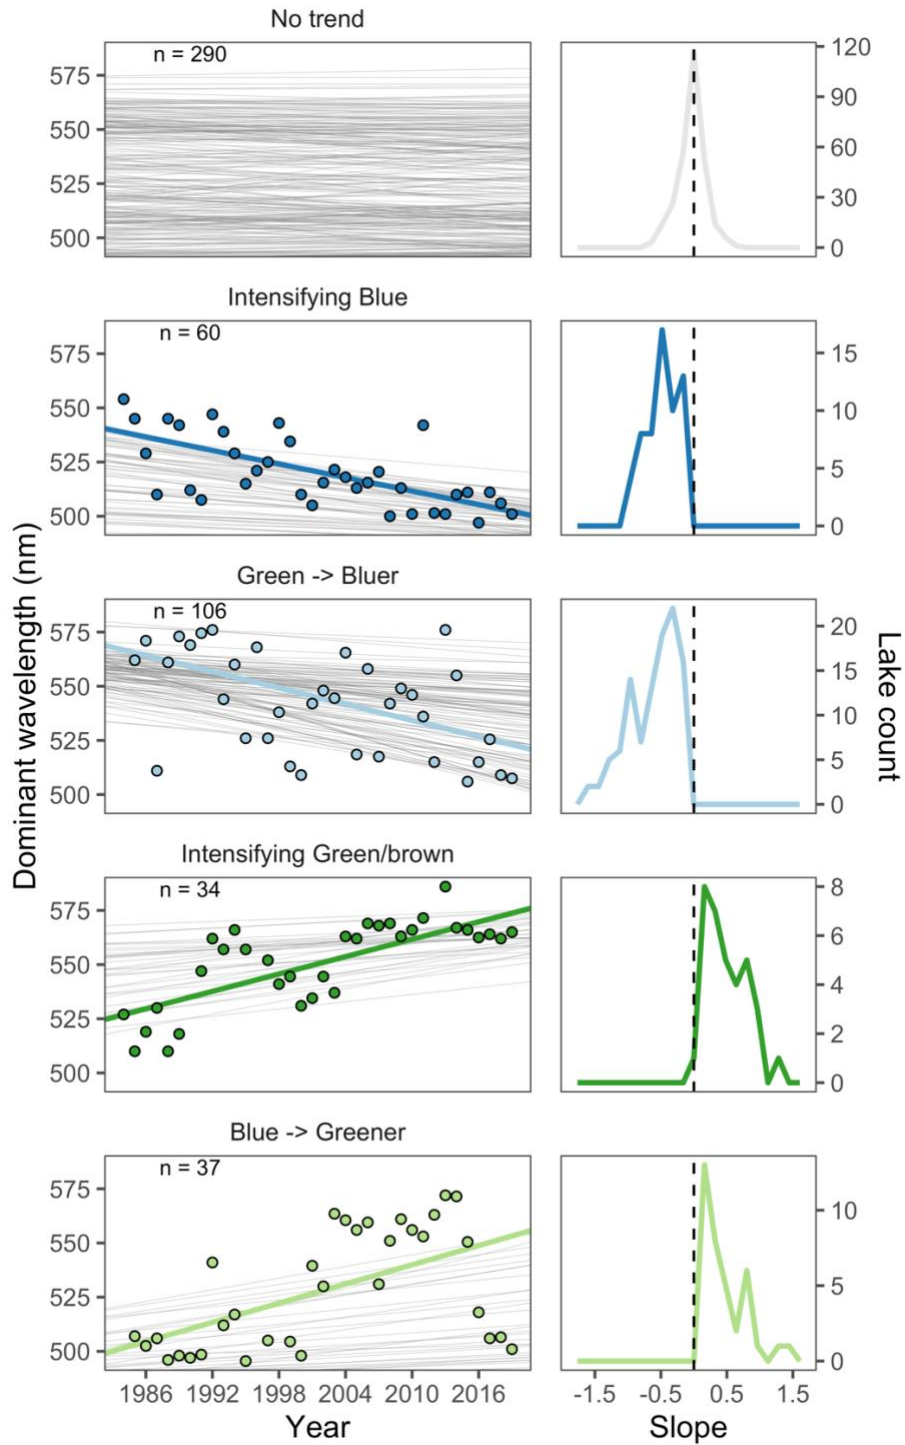 No trend
n = 290
575
550
525
500
120
90
60
30
0
Intensifying Blue
n = 60
575
550
525
500
15
10
5
0
Green -> Bluer
n = 106
575
550
525
500
20
15
10
5
0
Intensifying Green/brown
n = 34
575
550
525
500
8
6
4
2
0
Blue -> Greener
n = 37
575
550
525
500
10
5
0
1986 1992 1998 2004 2010 2016
-1.5 -0.5 0.5 1.5
Year
Slope
Dominant wavelength (nm)
Lake count